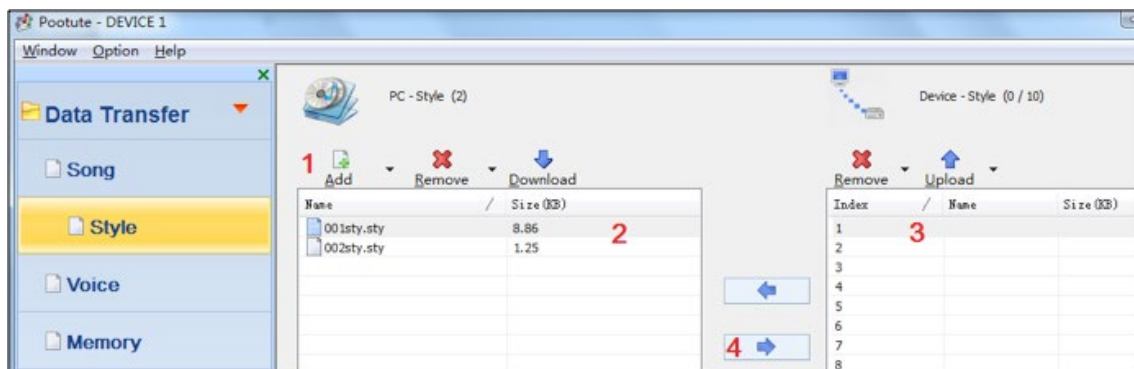 Pootute - DEVICE 1
Window Option Help
Data Transfer
Song
Style
Voice
Memory
PC - Style (2)
1 Add Remove Download
Name / Size(KB)
001sty.sty 8.86
002sty.sty 1.25
2
4
Device - Style (0 / 10)
Remove Upload
Index / Name Size(KB)
1
2
3
4
5
6
7
8
3